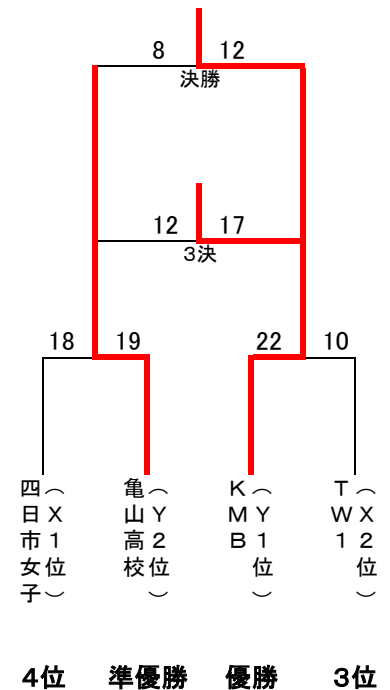 8 12
決勝
12 17
3決
18 19 22 10
四日市女子
（X1位）
亀山高校
（Y2位）
KMB
（Y1位）
TW1
（X2位）
4位 準優勝 優勝 3位